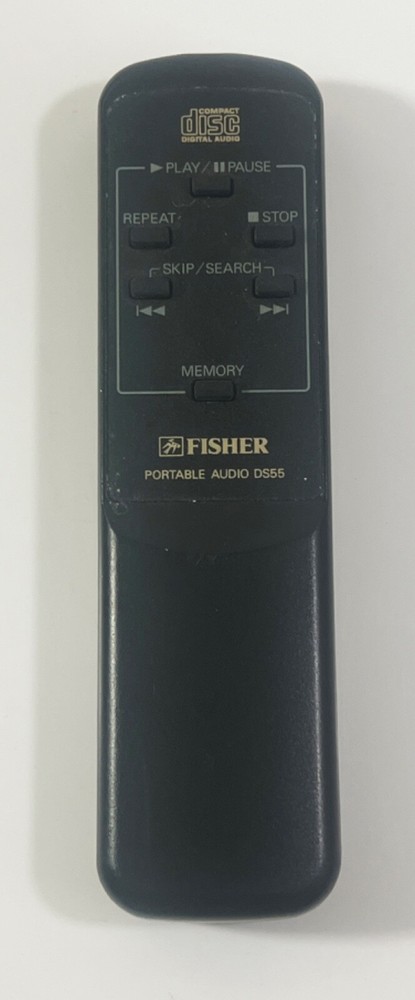 COMPACT
disc
DIGITAL AUDIO
▶ PLAY/⏸ PAUSE
REPEAT ■ STOP
SKIP/SEARCH
⏮ ⏭
MEMORY
FISHER
PORTABLE AUDIO DS55